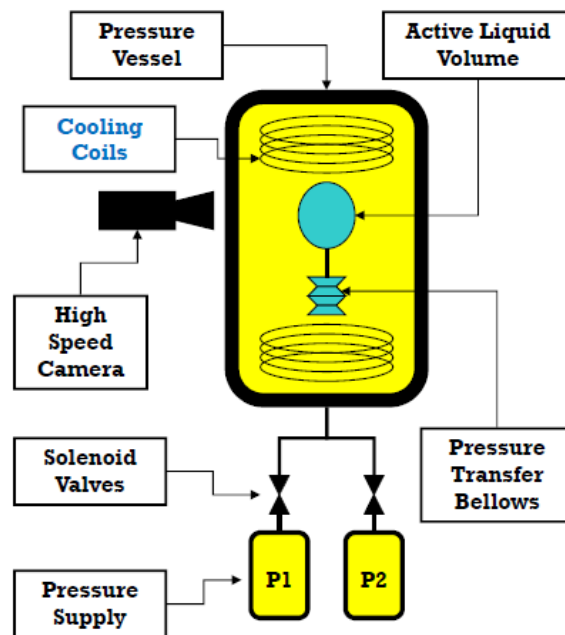 Pressure
Vessel
Active Liquid
Volume
Cooling
Coils
High
Speed
Camera
Solenoid
Valves
Pressure
Transfer
Bellows
Pressure
Supply
P1
P2